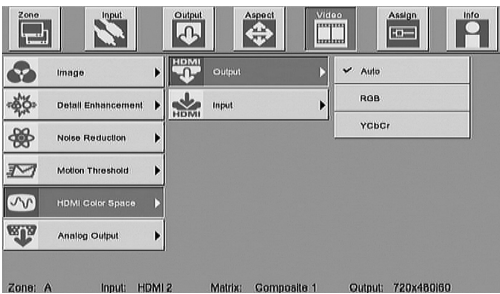 Zone Input Output Aspect Video Assign Info
Image HDMI Output ✓ Auto
Detail Enhancement HDMI Input RGB
Noise Reduction YCbCr
Motion Threshold
HDMI Color Space
Analog Output
Zone: A Input: HDMI 2 Matrix: Composite 1 Output: 720x480i60